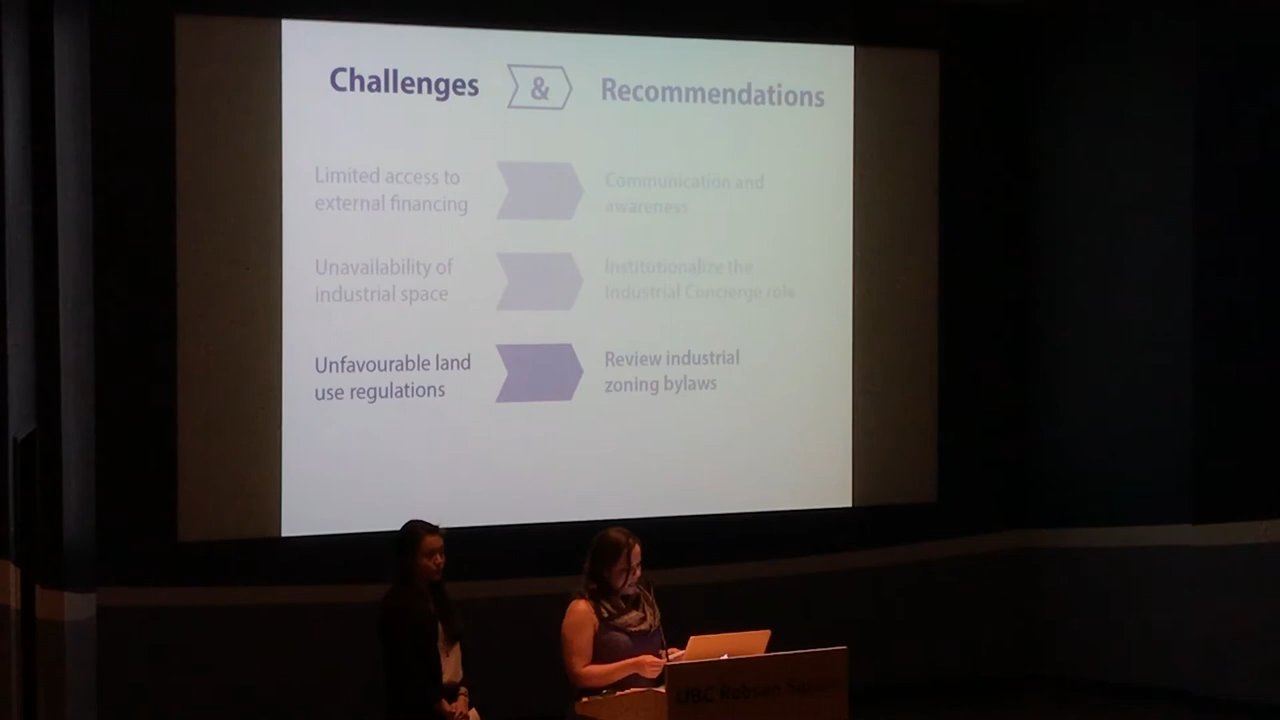 Challenges & Recommendations
Limited access to
external financing
Communication and
awareness
Unavailability of
industrial space
Institutionalize the
Industrial Concierge role
Unfavourable land
use regulations
Review industrial
zoning bylaws
UBC Robson Square